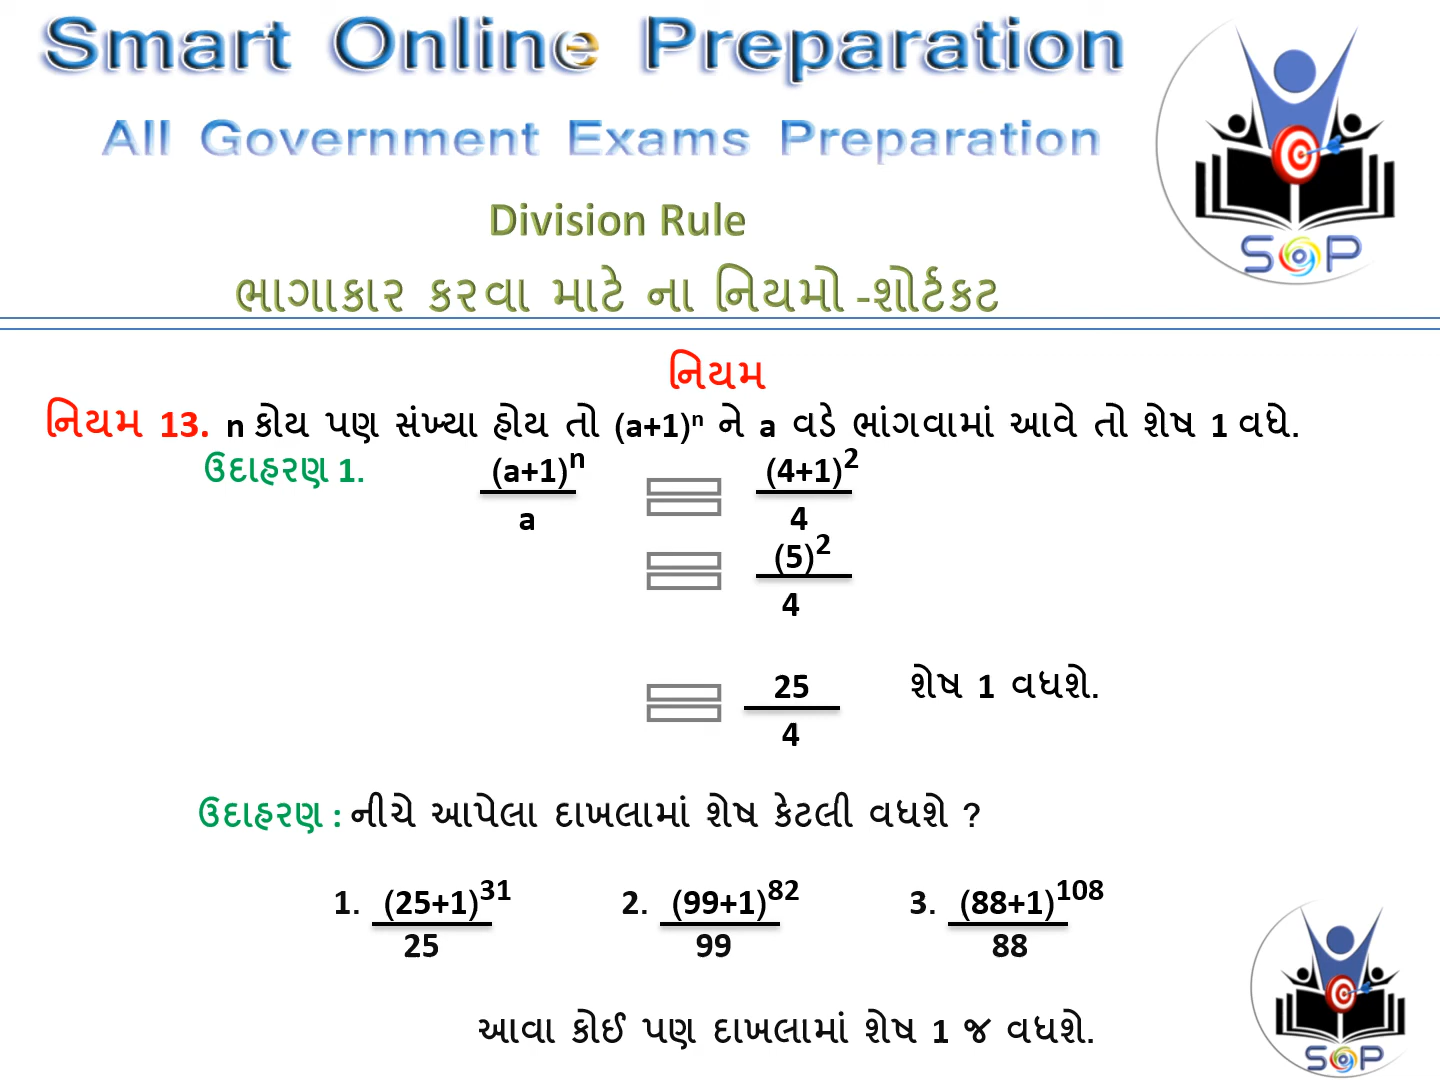 Smart Online Preparation
All Government Exams Preparation
SOP
Division Rule
ભાગાકાર કરવા માટે ના નિયમો -શોર્ટકટ
નિયમ
નિયમ 13. n કોય પણ સંખ્યા હોય તો (a+1)ⁿ ને a વડે ભાંગવામાં આવે તો શેષ 1 વધે.
ઉદાહરણ 1. (a+1)ⁿ/a = (4+1)²/4
= (5)²/4
= 25/4 શેષ 1 વધશે.
ઉદાહરણ : નીચે આપેલા દાખલામાં શેષ કેટલી વધશે ?
1. (25+1)³¹/25 2. (99+1)⁸²/99 3. (88+1)¹⁰⁸/88
આવા કોઈ પણ દાખલામાં શેષ 1 જ વધશે.
SOP